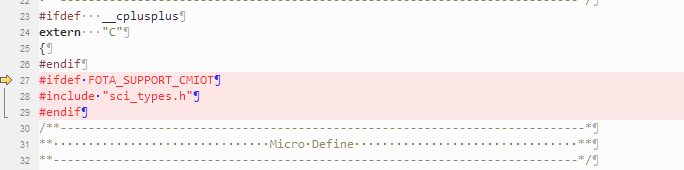 22 **---------------------------------------------------------------------------*/¶
23 #ifdef···__cplusplus¶
24 extern···"C"¶
25 {¶
26 #endif¶
27 #ifdef·FOTA_SUPPORT_CMIOT¶
28 #include·"sci_types.h"¶
29 #endif¶
30 /**---------------------------------------------------------------------------*¶
31 **······························Micro·Define································**¶
32 **---------------------------------------------------------------------------*/¶